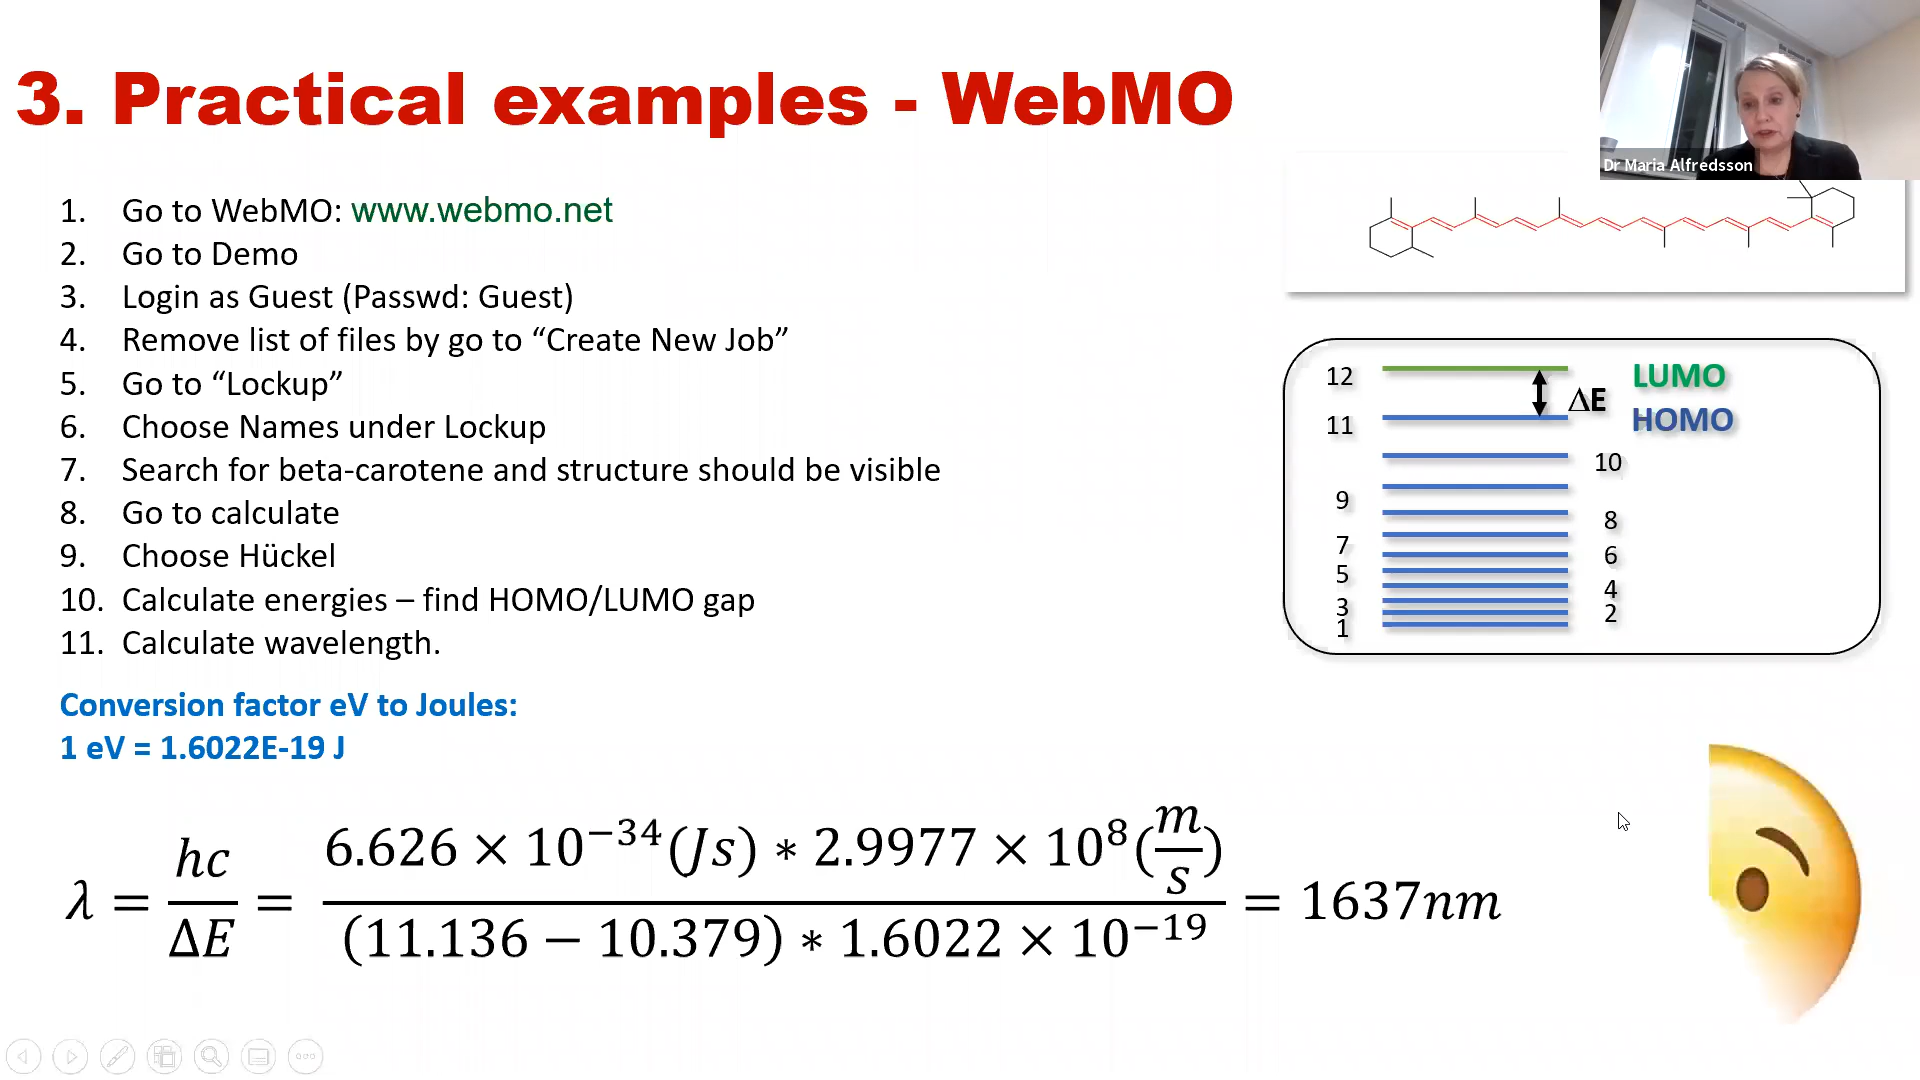 3. Practical examples - WebMO
Dr Maria Alfredsson
1. Go to WebMO: www.webmo.net
2. Go to Demo
3. Login as Guest (Passwd: Guest)
4. Remove list of files by go to “Create New Job”
5. Go to “Lockup”
6. Choose Names under Lockup
7. Search for beta-carotene and structure should be visible
8. Go to calculate
9. Choose Hückel
10. Calculate energies – find HOMO/LUMO gap
11. Calculate wavelength.
12 LUMO
ΔE
11 HOMO
10
9
8
7
6
5
4
3
2
1
Conversion factor eV to Joules:
1 eV = 1.6022E-19 J
λ = hc/ΔE = 6.626 × 10⁻³⁴(Js) ∗ 2.9977 × 10⁸(m/s) / (11.136 − 10.379) ∗ 1.6022 × 10⁻¹⁹ = 1637nm